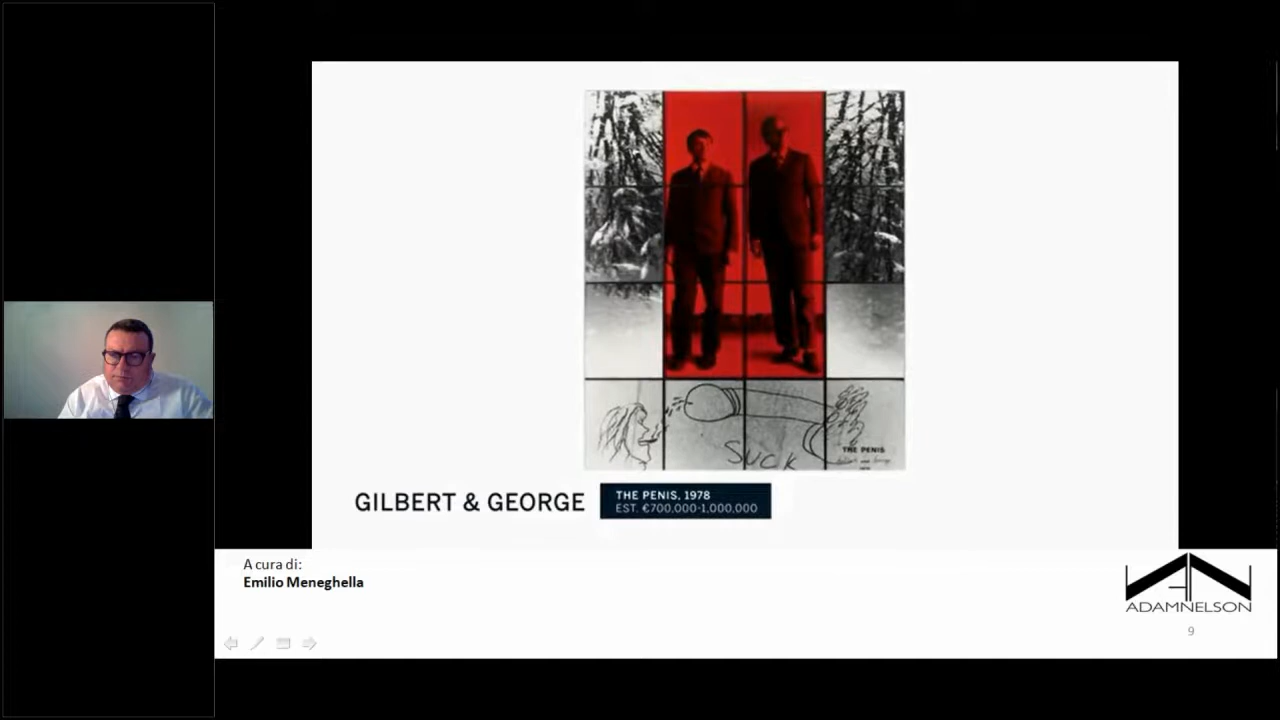 SUCK
THE PENIS
GILBERT & GEORGE
THE PENIS, 1978
EST. €700,000-1,000,000
A cura di:
Emilio Meneghella
ADAMNELSON
9